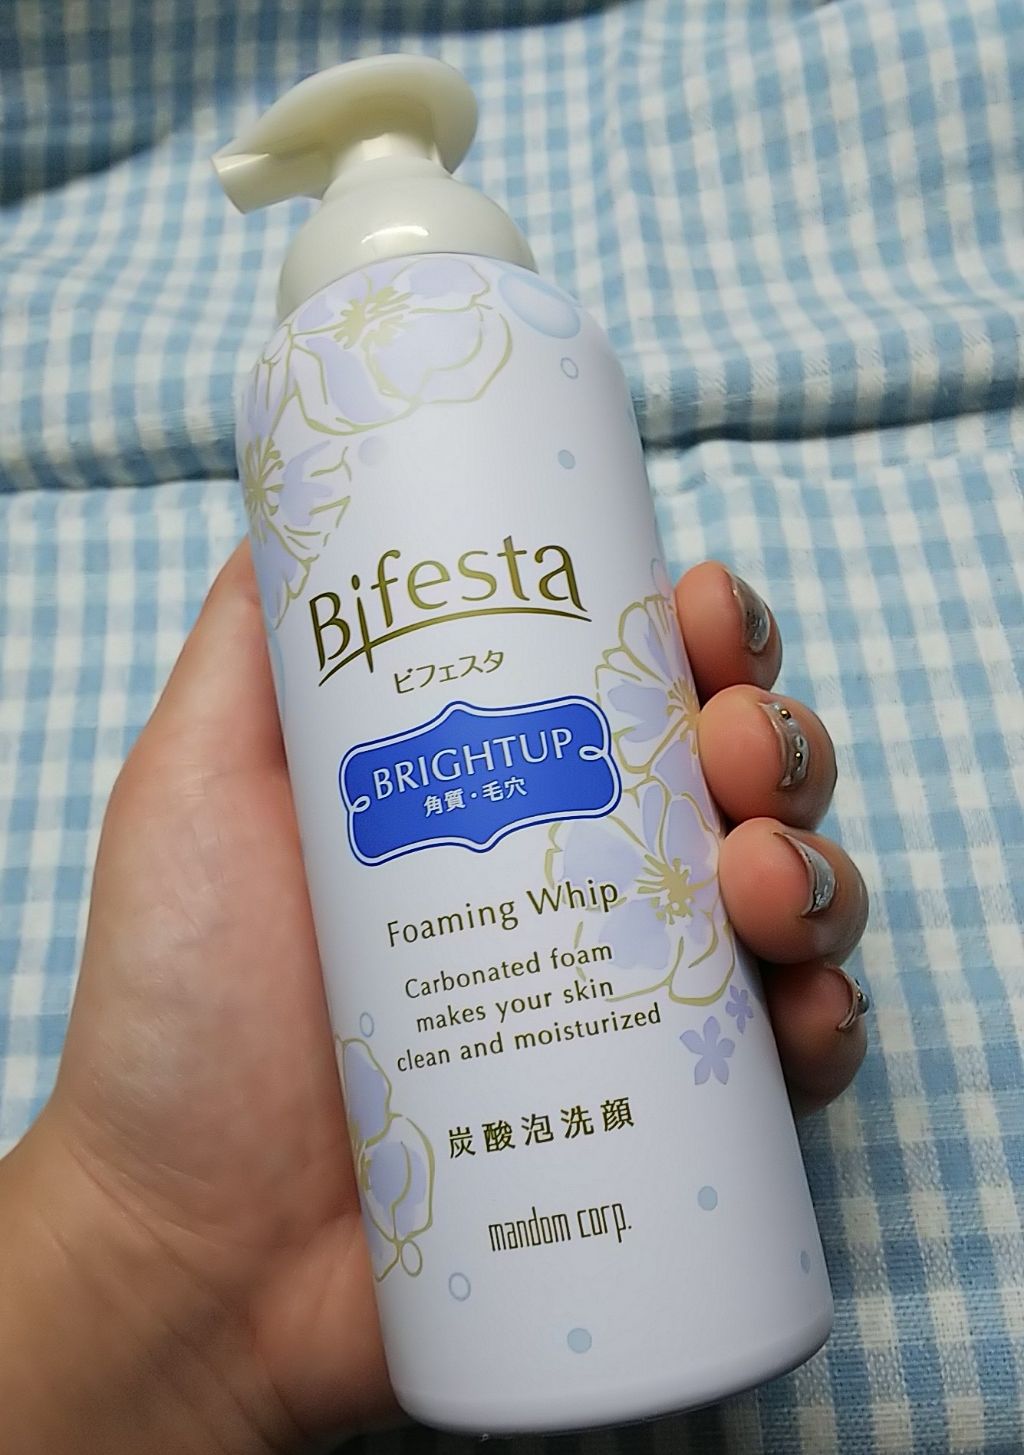 Bifesta
ビフェスタ
BRIGHTUP
角質・毛穴
Foaming Whip
Carbonated foam
makes your skin
clean and moisturized
炭酸泡洗顔
mandom corp.